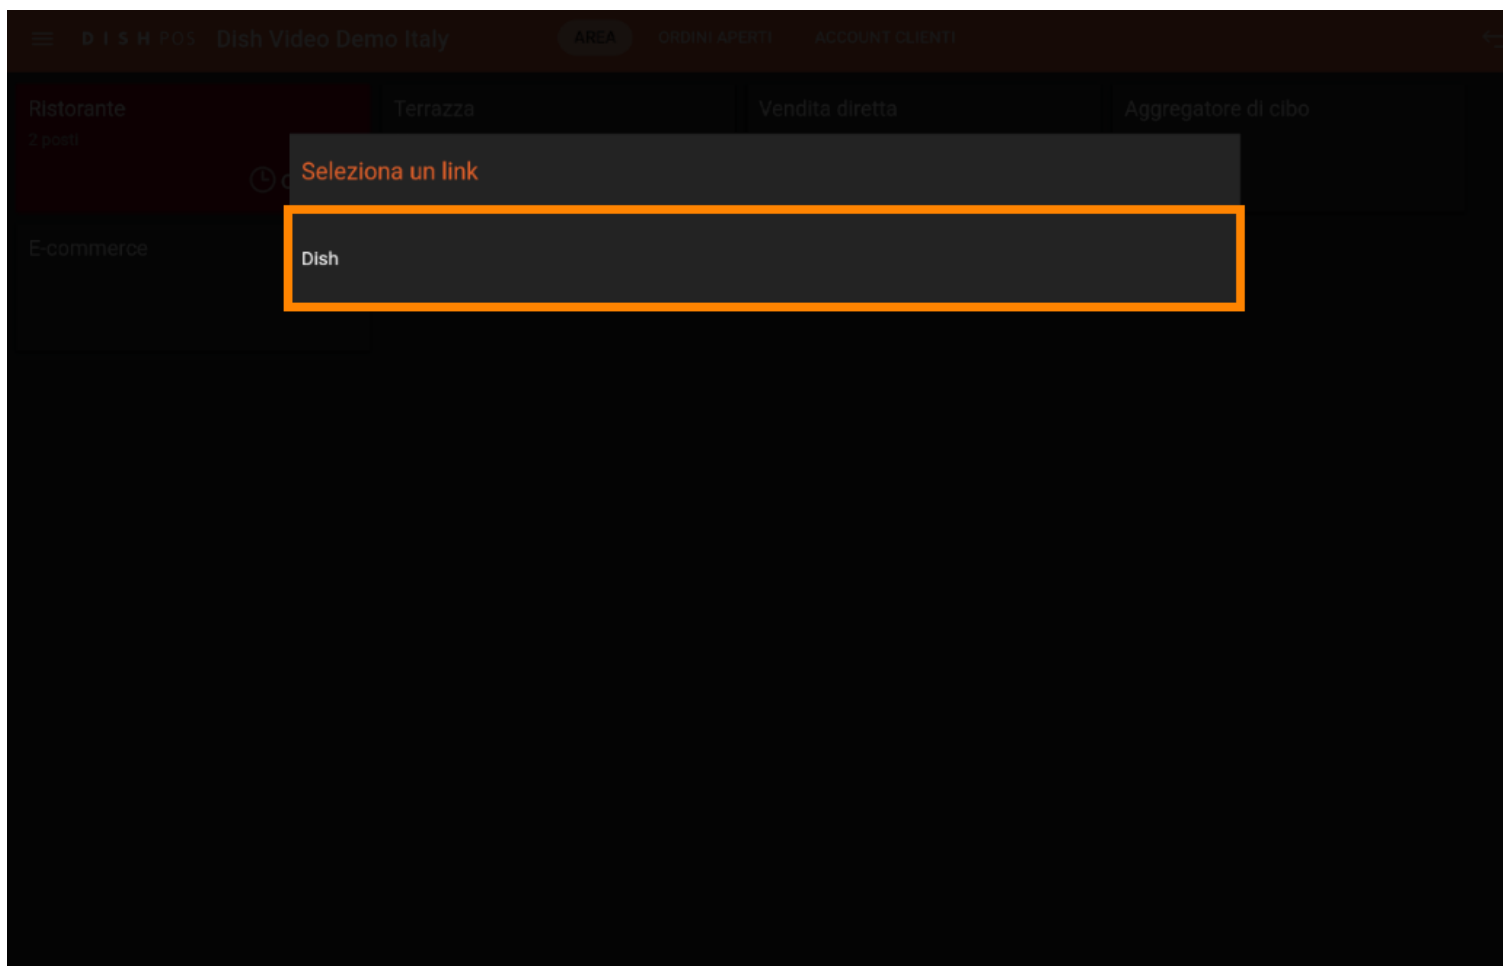 DISH POS Dish Video Demo Italy AREA ORDINI APERTI ACCOUNT CLIENTI
Ristorante
2 posti
Terrazza
Vendita diretta
Aggregatore di cibo
Seleziona un link
E-commerce
Dish